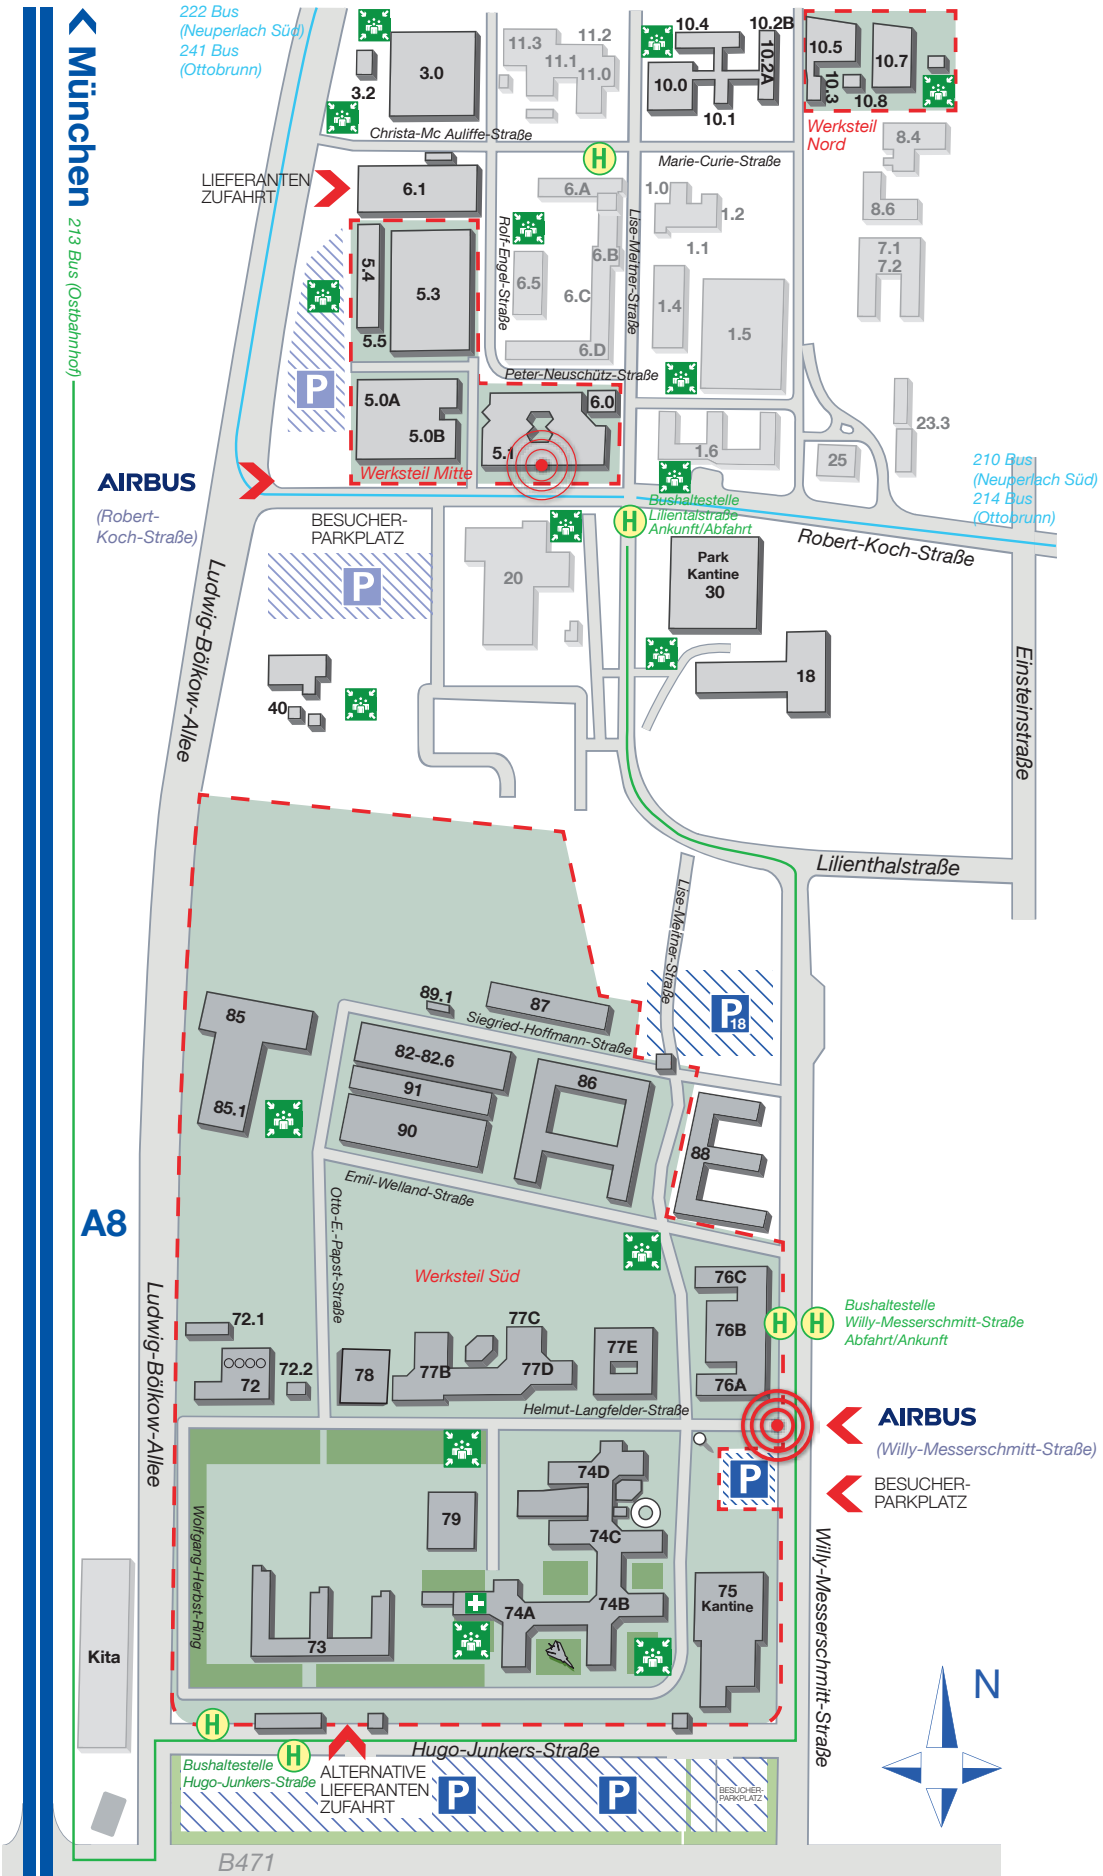 222 Bus
(Neuperlach Süd)
241 Bus
(Ottobrunn)
München
213 Bus (Ostbahnhof)
3.0
3.2
11.3
11.2
11.1
11.0
10.4
10.2B
10.2A
10.0
10.1
10.5
10.7
10.3
10.8
Werksteil
Nord
Christa-Mc Auliffe-Straße
Marie-Curie-Straße
H
8.4
8.6
7.1
7.2
LIEFERANTEN
ZUFAHRT
6.1
6.A
6.B
6.C
6.D
6.5
1.0
1.2
1.1
1.4
1.5
Rolf-Engel-Straße
Lise-Meitner-Straße
5.4
5.3
5.5
P
Peter-Neuschütz-Straße
5.0A
5.0B
6.0
5.1
Werksteil Mitte
1.6
25
23.3
210 Bus
(Neuperlach Süd)
214 Bus
(Ottobrunn)
AIRBUS
(Robert-
Koch-Straße)
BESUCHER-
PARKPLATZ
P
H
Bushaltestelle
Lilientalstraße
Ankunft/Abfahrt
Robert-Koch-Straße
20
Park
Kantine
30
18
40
Ludwig-Bölkow-Allee
Einsteinstraße
Lilienthalstraße
Lise-Meitner-Straße
P18
89.1
87
Siegried-Hoffmann-Straße
85
85.1
82-82.6
91
90
86
88
Emil-Welland-Straße
Otto-E.-Papst-Straße
A8
Werksteil Süd
72.1
72
72.2
78
77B
77C
77D
77E
76C
76B
76A
H
H
Bushaltestelle
Willy-Messerschmitt-Straße
Abfahrt/Ankunft
Ludwig-Bölkow-Allee
Helmut-Langfelder-Straße
AIRBUS
(Willy-Messerschmitt-Straße)
P
BESUCHER-
PARKPLATZ
79
74D
74C
74A
74B
75
Kantine
73
Wolfgang-Herbst-Ring
Willy-Messerschmitt-Straße
Kita
N
H
H
Hugo-Junkers-Straße
Bushaltestelle
Hugo-Junkers-Straße
ALTERNATIVE
LIEFERANTEN
ZUFAHRT
P
P
BESUCHER-
PARKPLATZ
B471